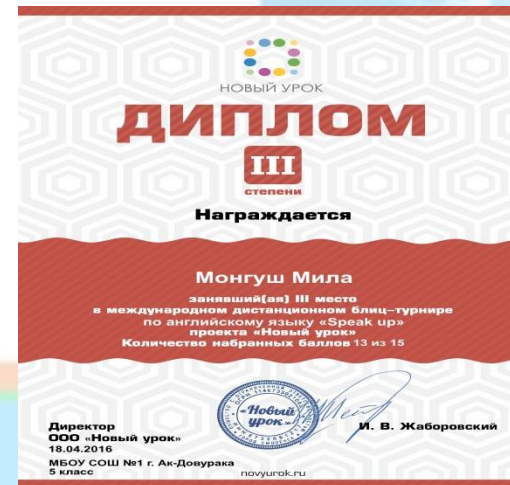 НОВЫЙ УРОК
ДИПЛОМ
III
степени
Награждается
Монгуш Мила
занявший(ая) III место
в международном дистанционном блиц-турнире
по английскому языку «Speak up»
проекта «Новый урок»
Количество набранных баллов 13 из 15
«Новый
урок»
Директор
ООО «Новый урок»
И. В. Жаборовский
18.04.2016
МБОУ СОШ №1 г. Ак-Довурака
5 класс
novyurok.ru